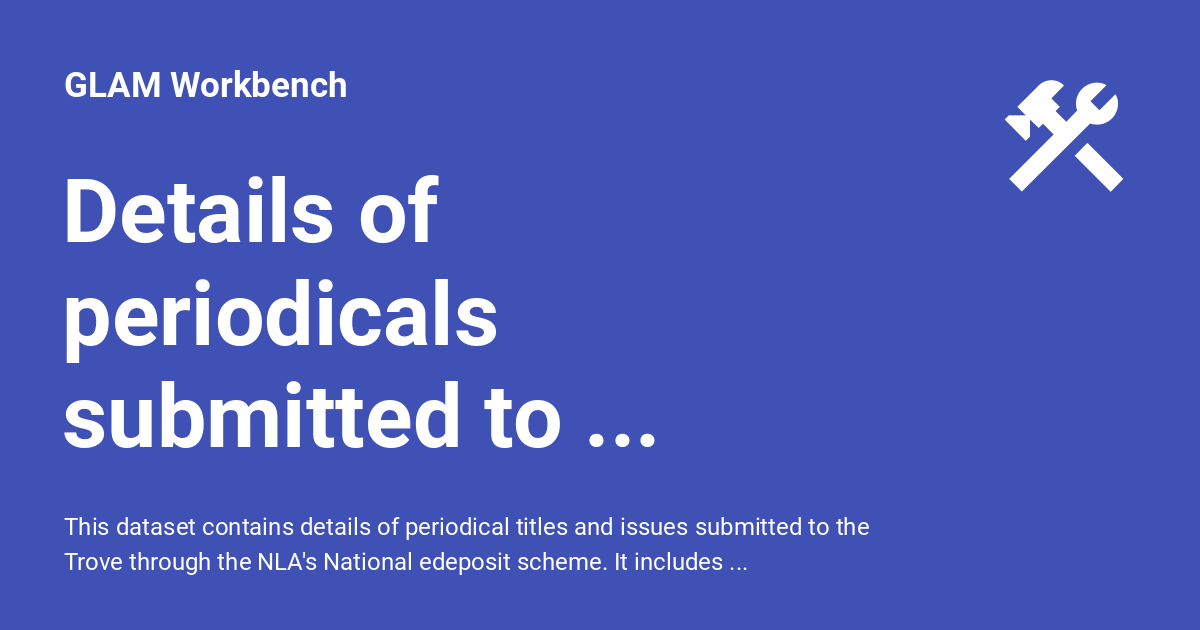 GLAM Workbench
Details of
periodicals
submitted to ...
This dataset contains details of periodical titles and issues submitted to the
Trove through the NLA's National edeposit scheme. It includes ...